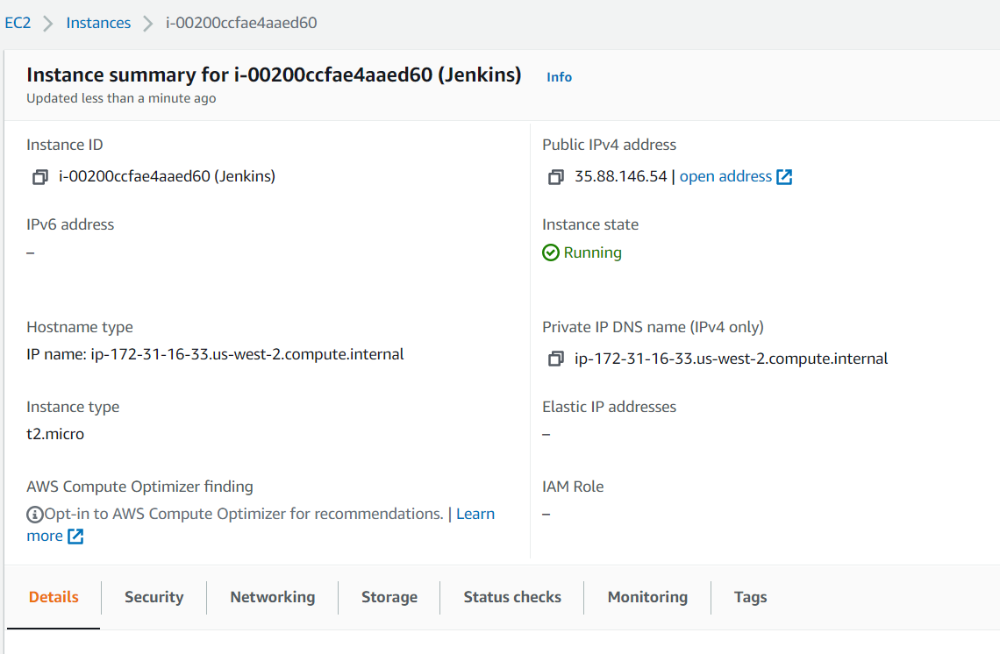 EC2 Instances i-00200ccfae4aaed60
Instance summary for i-00200ccfae4aaed60 (Jenkins) Info
Updated less than a minute ago
Instance ID
i-00200ccfae4aaed60 (Jenkins)
Public IPv4 address
35.88.146.54 | open address
IPv6 address
–
Instance state
Running
Hostname type
IP name: ip-172-31-16-33.us-west-2.compute.internal
Private IP DNS name (IPv4 only)
ip-172-31-16-33.us-west-2.compute.internal
Instance type
t2.micro
Elastic IP addresses
–
AWS Compute Optimizer finding
Opt-in to AWS Compute Optimizer for recommendations. | Learn
more
IAM Role
–
Details Security Networking Storage Status checks Monitoring Tags